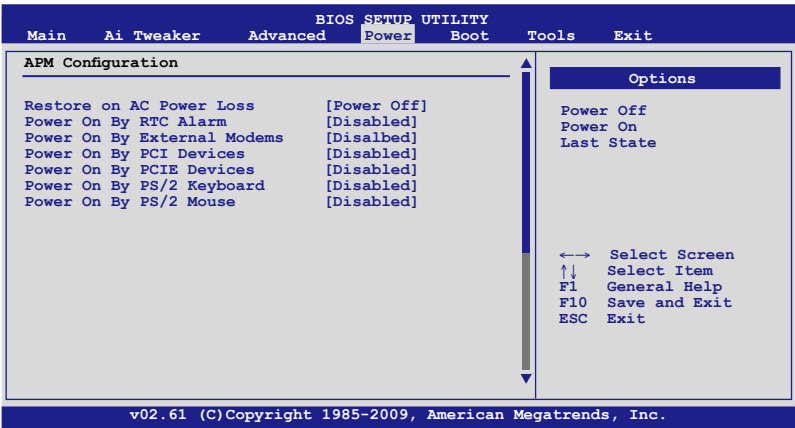 BIOS SETUP UTILITY
Main Ai Tweaker Advanced Power Boot Tools Exit
APM Configuration
Restore on AC Power Loss [Power Off]
Power On By RTC Alarm [Disabled]
Power On By External Modems [Disalbed]
Power On By PCI Devices [Disabled]
Power On By PCIE Devices [Disabled]
Power On By PS/2 Keyboard [Disabled]
Power On By PS/2 Mouse [Disabled]
Options
Power Off
Power On
Last State
←→ Select Screen
↑↓ Select Item
F1 General Help
F10 Save and Exit
ESC Exit
v02.61 (C)Copyright 1985-2009, American Megatrends, Inc.